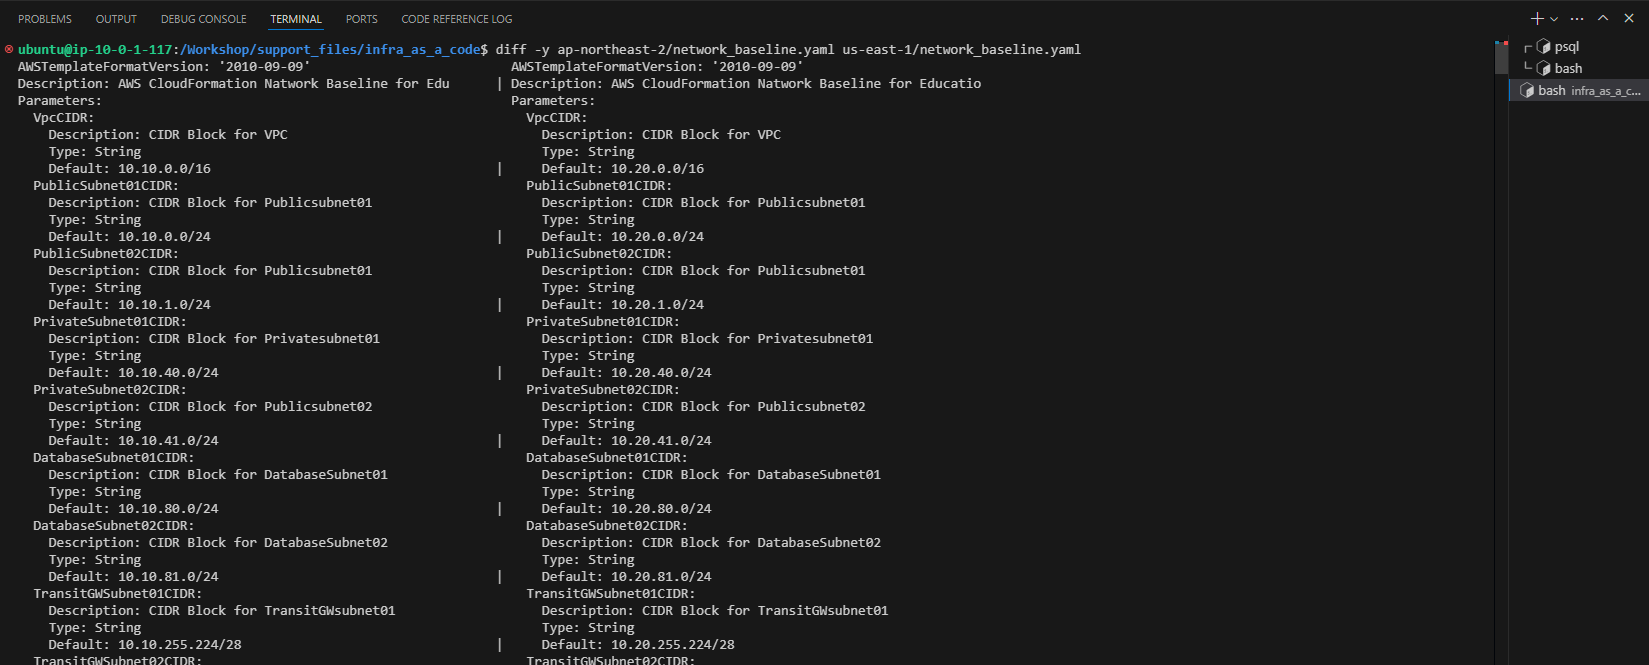 PROBLEMS OUTPUT DEBUG CONSOLE TERMINAL PORTS CODE REFERENCE LOG
psql
bash
bash infra_as_a_c...
ubuntu@ip-10-0-1-117:/Workshop/support_files/infra_as_a_code$ diff -y ap-northeast-2/network_baseline.yaml us-east-1/network_baseline.yaml
AWSTemplateFormatVersion: '2010-09-09' AWSTemplateFormatVersion: '2010-09-09'
Description: AWS CloudFormation Network Baseline for Edu | Description: AWS CloudFormation Network Baseline for Educatio
Parameters: Parameters:
VpcCIDR: VpcCIDR:
Description: CIDR Block for VPC Description: CIDR Block for VPC
Type: String Type: String
Default: 10.10.0.0/16 | Default: 10.20.0.0/16
PublicSubnet01CIDR: PublicSubnet01CIDR:
Description: CIDR Block for Publicsubnet01 Description: CIDR Block for Publicsubnet01
Type: String Type: String
Default: 10.10.0.0/24 | Default: 10.20.0.0/24
PublicSubnet02CIDR: PublicSubnet02CIDR:
Description: CIDR Block for Publicsubnet01 Description: CIDR Block for Publicsubnet01
Type: String Type: String
Default: 10.10.1.0/24 | Default: 10.20.1.0/24
PrivateSubnet01CIDR: PrivateSubnet01CIDR:
Description: CIDR Block for Privatesubnet01 Description: CIDR Block for Privatesubnet01
Type: String Type: String
Default: 10.10.40.0/24 | Default: 10.20.40.0/24
PrivateSubnet02CIDR: PrivateSubnet02CIDR:
Description: CIDR Block for Publicsubnet02 Description: CIDR Block for Publicsubnet02
Type: String Type: String
Default: 10.10.41.0/24 | Default: 10.20.41.0/24
DatabaseSubnet01CIDR: DatabaseSubnet01CIDR:
Description: CIDR Block for DatabaseSubnet01 Description: CIDR Block for DatabaseSubnet01
Type: String Type: String
Default: 10.10.80.0/24 | Default: 10.20.80.0/24
DatabaseSubnet02CIDR: DatabaseSubnet02CIDR:
Description: CIDR Block for DatabaseSubnet02 Description: CIDR Block for DatabaseSubnet02
Type: String Type: String
Default: 10.10.81.0/24 | Default: 10.20.81.0/24
TransitGWSubnet01CIDR: TransitGWSubnet01CIDR:
Description: CIDR Block for TransitGWsubnet01 Description: CIDR Block for TransitGWsubnet01
Type: String Type: String
Default: 10.10.255.224/28 | Default: 10.20.255.224/28
TransitGWSubnet02CIDR: TransitGWSubnet02CIDR: